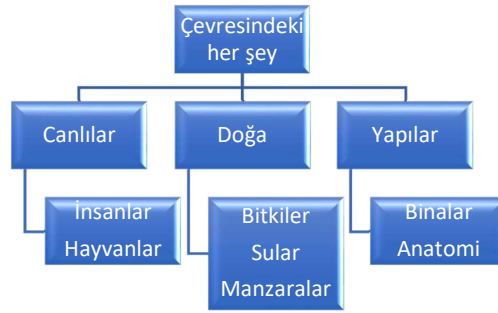 Çevresindeki
her şey
Canlılar
Doğa
Yapılar
İnsanlar
Hayvanlar
Bitkiler
Sular
Manzaralar
Binalar
Anatomi